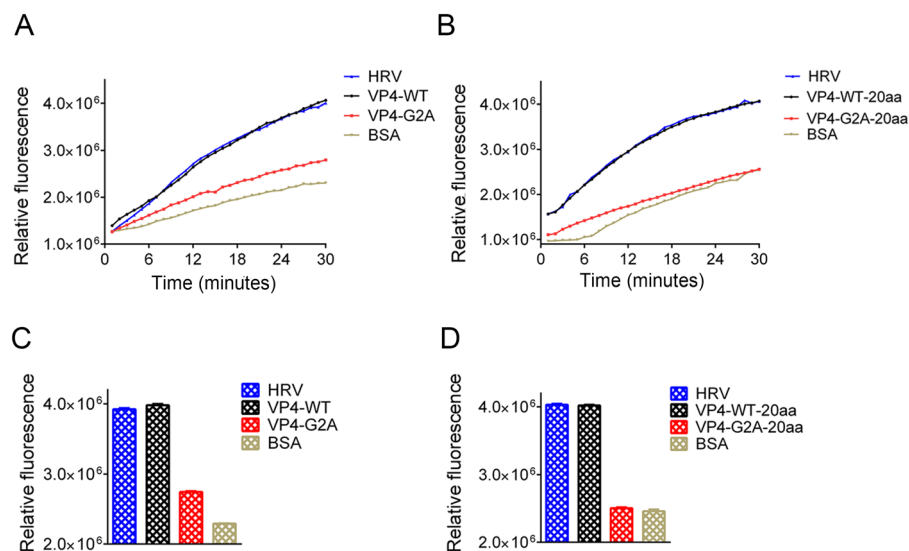 A
Relative fluorescence
4.0×10⁶
3.0×10⁶
2.0×10⁶
1.0×10⁶
0 6 12 18 24 30
Time (minutes)
HRV
VP4-WT
VP4-G2A
BSA
B
Relative fluorescence
4.0×10⁶
3.0×10⁶
2.0×10⁶
1.0×10⁶
0 6 12 18 24 30
Time (minutes)
HRV
VP4-WT-20aa
VP4-G2A-20aa
BSA
C
Relative fluorescence
4.0×10⁶
3.0×10⁶
2.0×10⁶
HRV
VP4-WT
VP4-G2A
BSA
D
Relative fluorescence
4.0×10⁶
3.0×10⁶
2.0×10⁶
HRV
VP4-WT-20aa
VP4-G2A-20aa
BSA